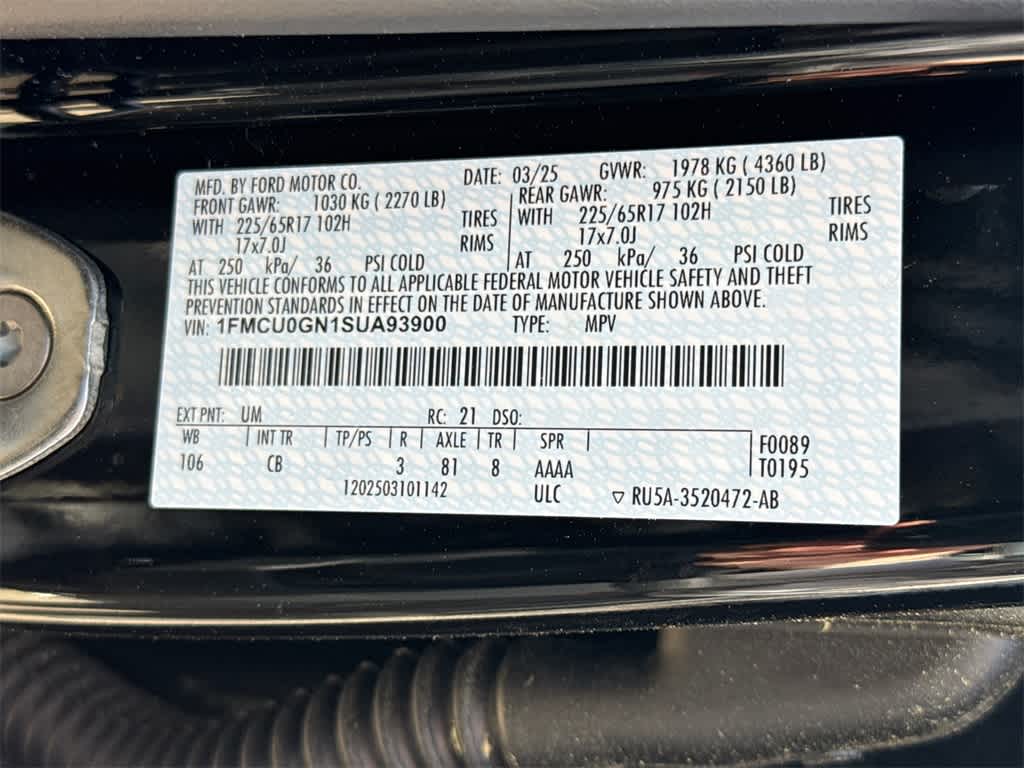 MFD. BY FORD MOTOR CO. DATE: 03/25 GVWR: 1978 KG ( 4360 LB)
FRONT GAWR: 1030 KG ( 2270 LB) REAR GAWR: 975 KG ( 2150 LB)
WITH 225/65R17 102H TIRES WITH 225/65R17 102H TIRES
17x7.0J RIMS 17x7.0J RIMS
AT 250 kPa/ 36 PSI COLD AT 250 kPa/ 36 PSI COLD
THIS VEHICLE CONFORMS TO ALL APPLICABLE FEDERAL MOTOR VEHICLE SAFETY AND THEFT
PREVENTION STANDARDS IN EFFECT ON THE DATE OF MANUFACTURE SHOWN ABOVE.
VIN: 1FMCU0GN1SUA93900 TYPE: MPV
EXT PNT: UM RC: 21 DSO:
WB INT TR TP/PS R AXLE TR SPR F0089
106 CB 3 81 8 AAAA T0195
1202503101142 ULC ▽ RU5A-3520472-AB